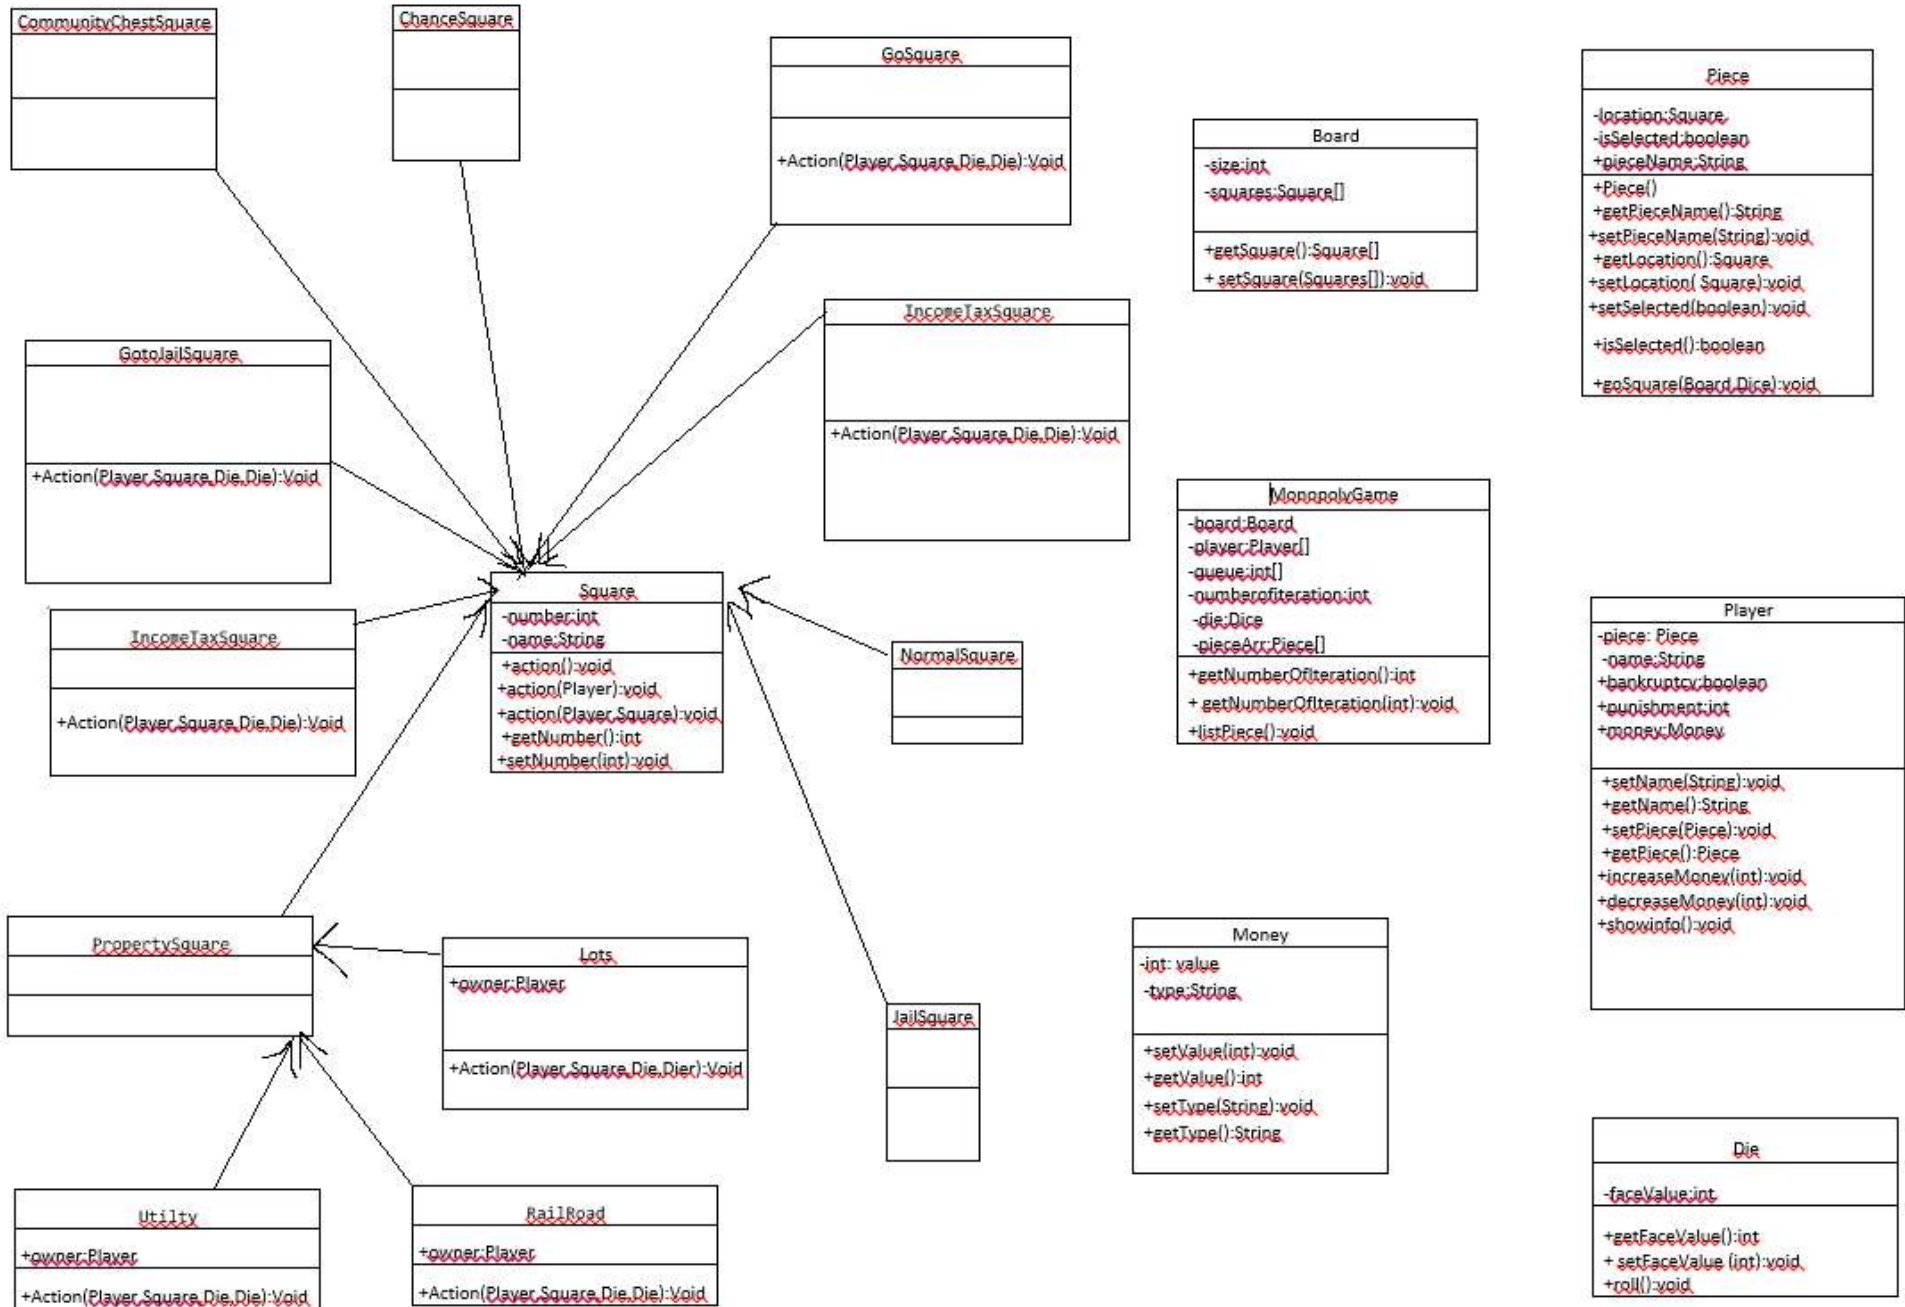 CommunityChestSquare
ChanceSquare
GoSquare
+Action(Player,Square,Die,Die):Void
Piece
-location:Square
-isSelected:boolean
+pieceName:String
+Piece()
+getPieceName():String
+setPieceName(String):void
+getLocation():Square
+setLocation( Square):void
+setSelected(boolean):void
+isSelected():boolean
+goSquare(Board,Dice):void
Board
-size:int
-squares:Square[]
+getSquare():Square[]
+ setSquare(Squares[]):void
GotoJailSquare
+Action(Player,Square,Die,Die):Void
IncomeTaxSquare
+Action(Player,Square,Die,Die):Void
MonopolyGame
-board:Board
-player:Player[]
-queue:int[]
-numberofiteration:int
-die:Dice
-pieceArr:Piece[]
+getNumberOfIteration():int
+ getNumberOfIteration(int):void
+listPiece():void
Square
-number:int
-name:String
+action():void
+action(Player):void
+action(Player,Square):void
+getNumber():int
+setNumber(int):void
IncomeTaxSquare
+Action(Player,Square,Die,Die):Void
NormalSquare
Player
-piece: Piece
-name:String
+bankruptcy:boolean
+punishment:int
+money:Money
+setName(String):void
+getName():String
+setPiece(Piece):void
+getPiece():Piece
+increaseMoney(int):void
+decreaseMoney(int):void
+showinfo():void
PropertySquare
Lots
+owner:Player
+Action(Player,Square,Die,Dier):Void
JailSquare
Money
-int: value
-type:String
+setValue(int):void
+getValue():int
+setType(String):void
+getType():String
Die
-faceValue:int
+getFaceValue():int
+ setFaceValue (int):void
+roll():void
Utilty
+owner:Player
+Action(Player,Square,Die,Die):Void
RailRoad
+owner:Player
+Action(Player,Square,Die,Die):Void